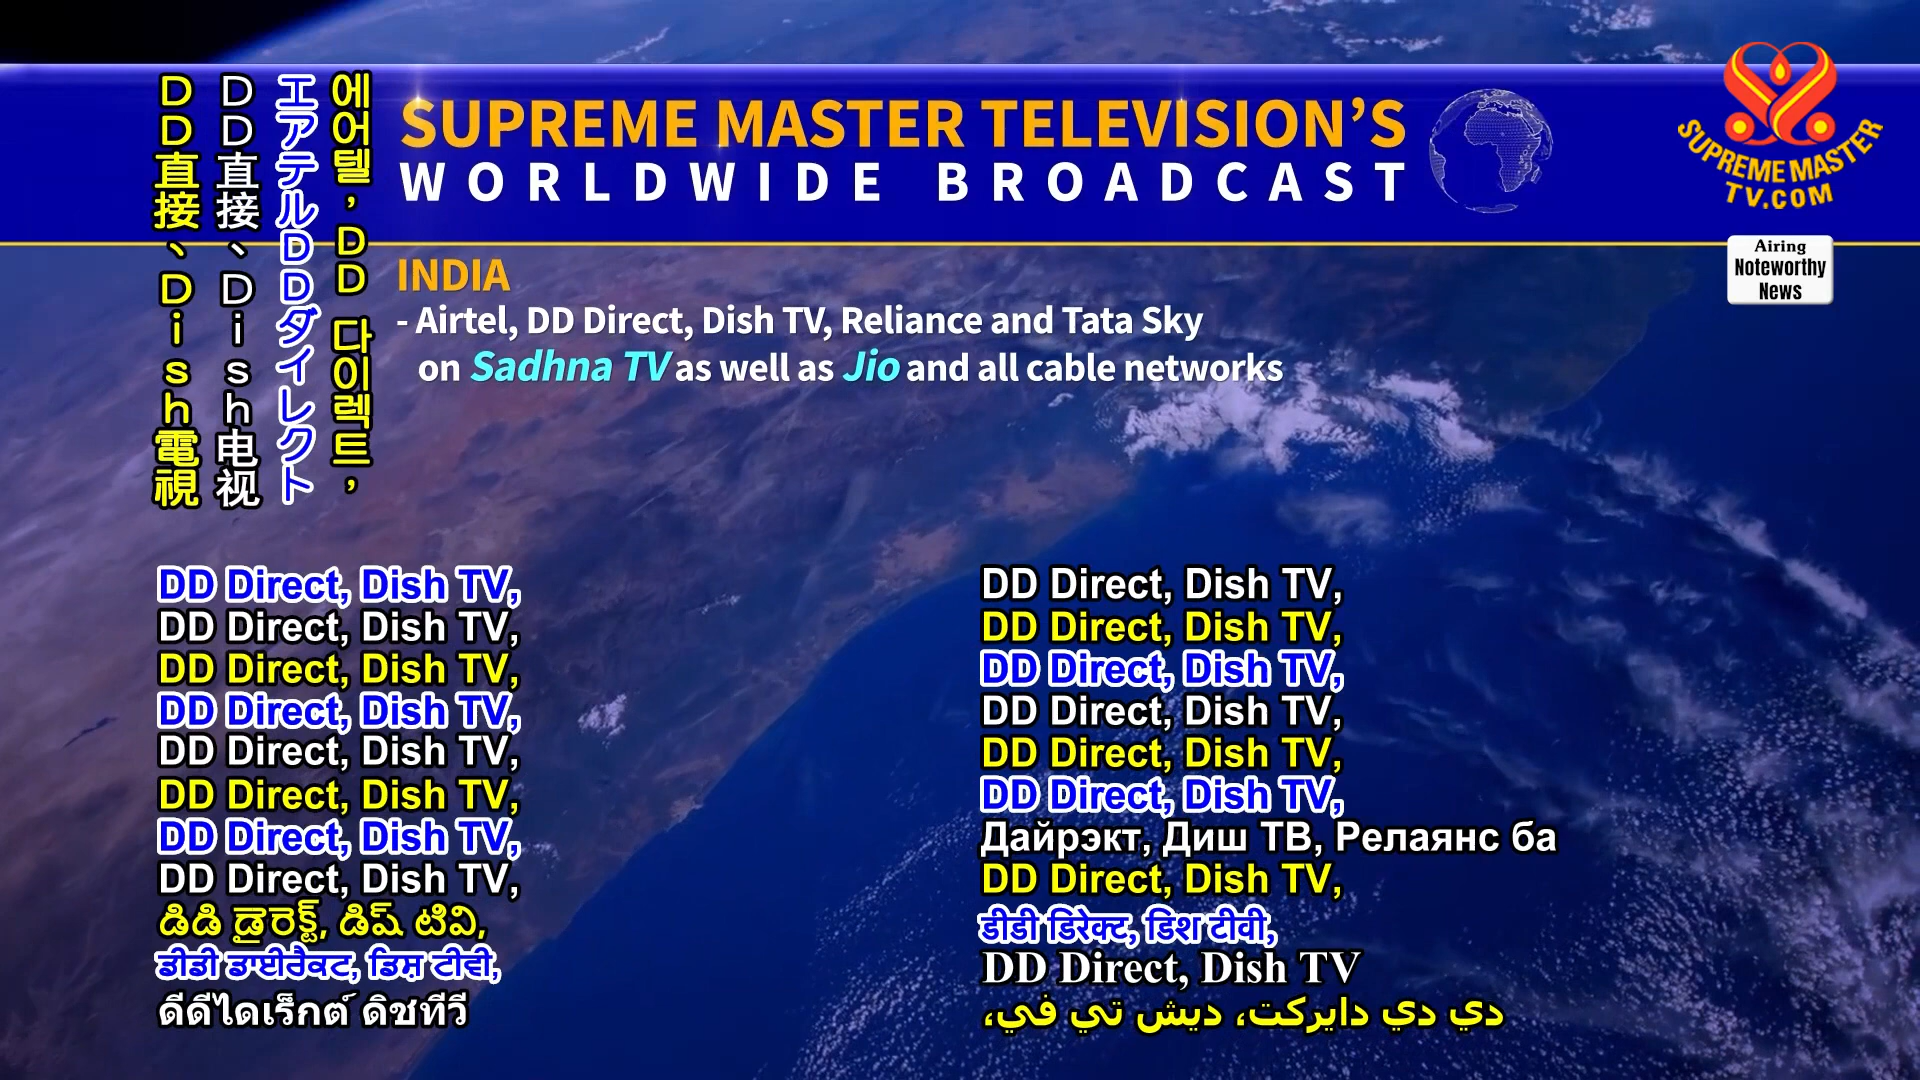 SUPREME MASTER TELEVISION’S
WORLDWIDE BROADCAST
SUPREME MASTER
TV.COM
Airing
Noteworthy
News
INDIA
- Airtel, DD Direct, Dish TV, Reliance and Tata Sky
on Sadhna TV as well as Jio and all cable networks
ＤＤ直接、Ｄｉｓｈ電視
ＤＤ直接、Ｄｉｓｈ电视
エアテルＤＤダイレクト
에어텔, DD 다이렉트,
DD Direct, Dish TV,
DD Direct, Dish TV,
DD Direct, Dish TV,
DD Direct, Dish TV,
DD Direct, Dish TV,
DD Direct, Dish TV,
DD Direct, Dish TV,
DD Direct, Dish TV,
డిడి డైరెక్ట్, డిష్ టివి,
ਡੀਡੀ ਡਾਈਰੈਕਟ, ਡਿਸ਼ ਟੀਵੀ,
ดีดีไดเร็กต์ ดิชทีวี
DD Direct, Dish TV,
DD Direct, Dish TV,
DD Direct, Dish TV,
DD Direct, Dish TV,
DD Direct, Dish TV,
DD Direct, Dish TV,
Дайрэкт, Диш ТВ, Релаянс ба
DD Direct, Dish TV,
डीडी डिरेक्ट, डिश टीवी,
DD Direct, Dish TV
دي دي دايركت، ديش تي في،